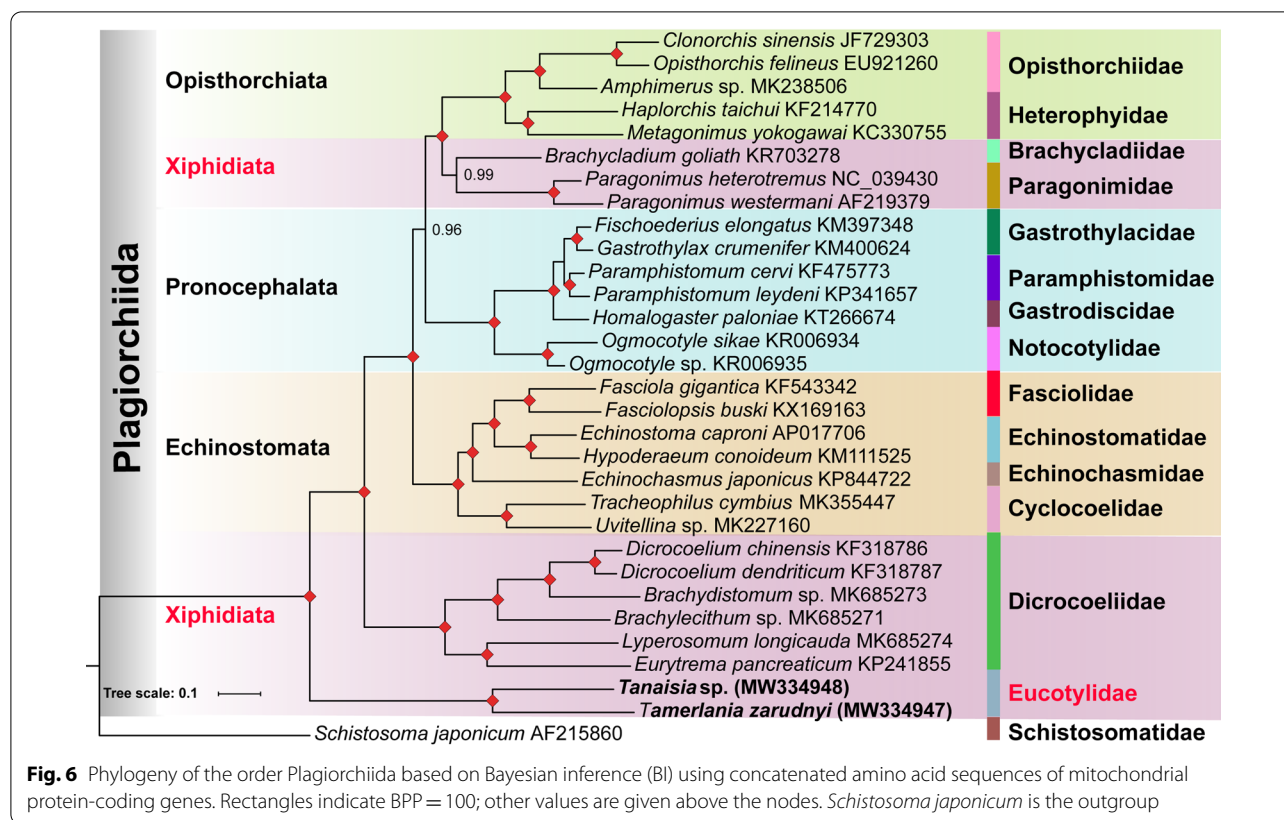 Plagiorchiida
Opisthorchiata
Xiphidiata
Pronocephalata
Echinostomata
Xiphidiata
Clonorchis sinensis JF729303
Opisthorchis felineus EU921260
Amphimerus sp. MK238506
Haplorchis taichui KF214770
Metagonimus yokogawai KC330755
Brachycladium goliath KR703278
0.99
Paragonimus heterotremus NC_039430
Paragonimus westermani AF219379
Fischoederius elongatus KM397348
0.96
Gastrothylax crumenifer KM400624
Paramphistomum cervi KF475773
Paramphistomum leydeni KP341657
Homalogaster paloniae KT266674
Ogmocotyle sikae KR006934
Ogmocotyle sp. KR006935
Fasciola gigantica KF543342
Fasciolopsis buski KX169163
Echinostoma caproni AP017706
Hypoderaeum conoideum KM111525
Echinochasmus japonicus KP844722
Tracheophilus cymbius MK355447
Uvitellina sp. MK227160
Dicrocoelium chinensis KF318786
Dicrocoelium dendriticum KF318787
Brachydistomum sp. MK685273
Brachylecithum sp. MK685271
Lyperosomum longicauda MK685274
Eurytrema pancreaticum KP241855
Tanaisia sp. (MW334948)
Tamerlania zarudnyi (MW334947)
Schistosoma japonicum AF215860
Tree scale: 0.1
Opisthorchiidae
Heterophyidae
Brachycladiidae
Paragonimidae
Gastrothylacidae
Paramphistomidae
Gastrodiscidae
Notocotylidae
Fasciolidae
Echinostomatidae
Echinochasmidae
Cyclocoelidae
Dicrocoeliidae
Eucotylidae
Schistosomatidae
Fig. 6 Phylogeny of the order Plagiorchiida based on Bayesian inference (BI) using concatenated amino acid sequences of mitochondrial
protein-coding genes. Rectangles indicate BPP = 100; other values are given above the nodes. Schistosoma japonicum is the outgroup